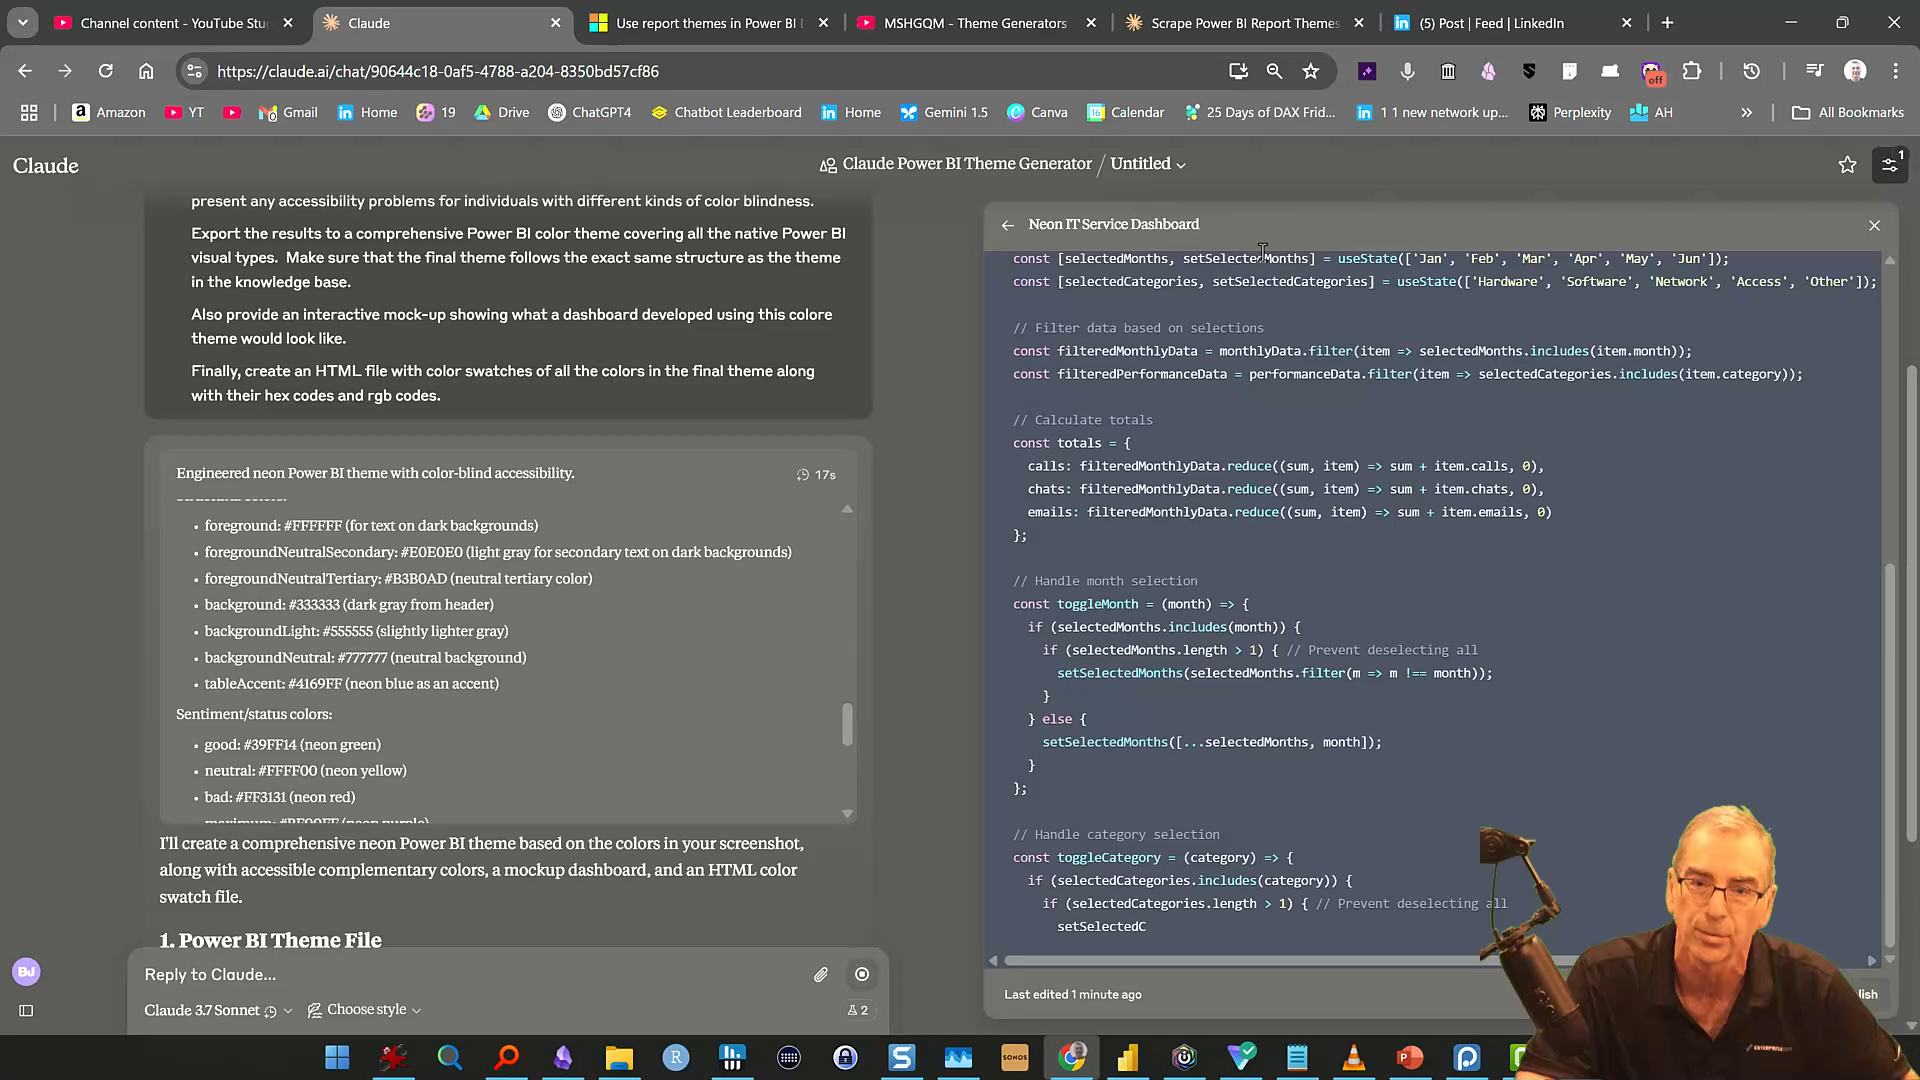 Channel content - YouTube Stu
Claude
Use report themes in Power BI
MSHGQM - Theme Generators
Scrape Power BI Report Themes
(5) Post | Feed | LinkedIn
https://claude.ai/chat/90644c18-0af5-4788-a204-8350bd57cf86
off
Amazon
YT
Gmail
Home
19
Drive
ChatGPT4
Chatbot Leaderboard
Home
Gemini 1.5
Canva
Calendar
25 Days of DAX Frid...
1 1 new network up...
Perplexity
AH
All Bookmarks
Claude
Claude Power BI Theme Generator / Untitled
1
present any accessibility problems for individuals with different kinds of color blindness.
Export the results to a comprehensive Power BI color theme covering all the native Power BI
visual types. Make sure that the final theme follows the exact same structure as the theme
in the knowledge base.
Also provide an interactive mock-up showing what a dashboard developed using this colore
theme would look like.
Finally, create an HTML file with color swatches of all the colors in the final theme along
with their hex codes and rgb codes.
Engineered neon Power BI theme with color-blind accessibility.
17s
• foreground: #FFFFFF (for text on dark backgrounds)
• foregroundNeutralSecondary: #E0E0E0 (light gray for secondary text on dark backgrounds)
• foregroundNeutralTertiary: #B3B0AD (neutral tertiary color)
• background: #333333 (dark gray from header)
• backgroundLight: #555555 (slightly lighter gray)
• backgroundNeutral: #777777 (neutral background)
• tableAccent: #4169FF (neon blue as an accent)
Sentiment/status colors:
• good: #39FF14 (neon green)
• neutral: #FFFF00 (neon yellow)
• bad: #FF3131 (neon red)
I'll create a comprehensive neon Power BI theme based on the colors in your screenshot,
along with accessible complementary colors, a mockup dashboard, and an HTML color
swatch file.
1. Power BI Theme File
BJ
Reply to Claude...
Claude 3.7 Sonnet
Choose style
2
Neon IT Service Dashboard
const [selectedMonths, setSelectedMonths] = useState(['Jan', 'Feb', 'Mar', 'Apr', 'May', 'Jun']);
const [selectedCategories, setSelectedCategories] = useState(['Hardware', 'Software', 'Network', 'Access', 'Other']);
// Filter data based on selections
const filteredMonthlyData = monthlyData.filter(item => selectedMonths.includes(item.month));
const filteredPerformanceData = performanceData.filter(item => selectedCategories.includes(item.category));
// Calculate totals
const totals = {
calls: filteredMonthlyData.reduce((sum, item) => sum + item.calls, 0),
chats: filteredMonthlyData.reduce((sum, item) => sum + item.chats, 0),
emails: filteredMonthlyData.reduce((sum, item) => sum + item.emails, 0)
};
// Handle month selection
const toggleMonth = (month) => {
if (selectedMonths.includes(month)) {
if (selectedMonths.length > 1) { // Prevent deselecting all
setSelectedMonths(selectedMonths.filter(m => m !== month));
}
} else {
setSelectedMonths([...selectedMonths, month]);
}
};
// Handle category selection
const toggleCategory = (category) => {
if (selectedCategories.includes(category)) {
if (selectedCategories.length > 1) { // Prevent deselecting all
setSelectedC
Last edited 1 minute ago
lish
SONOS